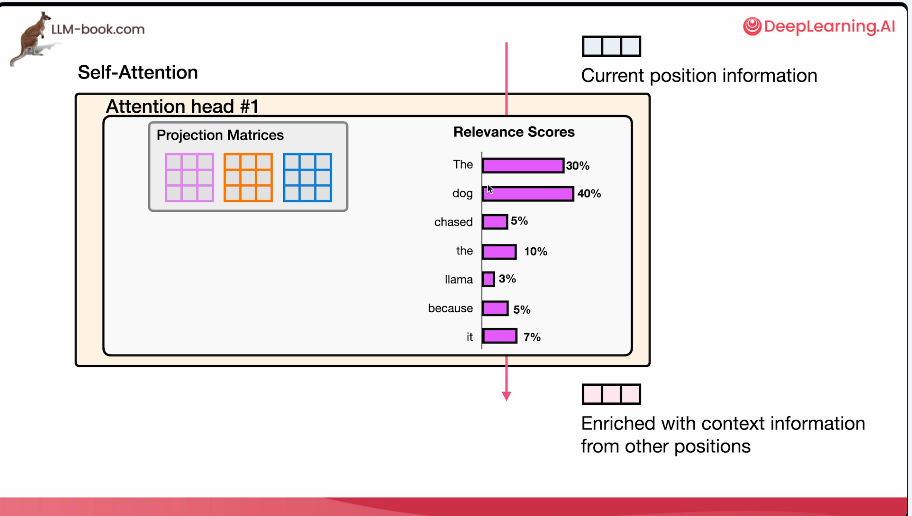 LLM-book.com
DeepLearning.AI
Current position information
Self-Attention
Attention head #1
Projection Matrices
Relevance Scores
The 30%
dog 40%
chased 5%
the 10%
llama 3%
because 5%
it 7%
Enriched with context information
from other positions